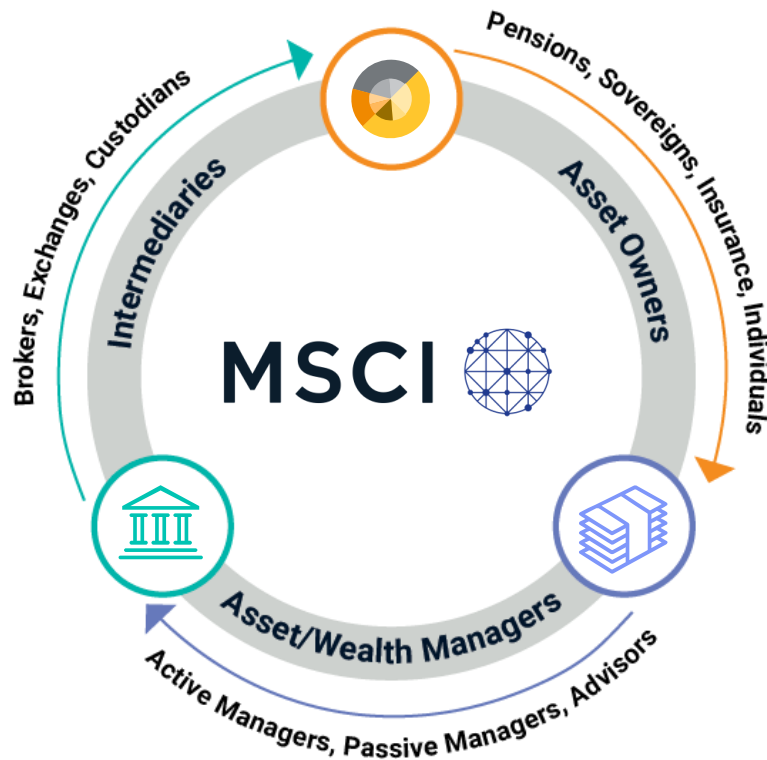 Pensions, Sovereigns, Insurance, Individuals
Brokers, Exchanges, Custodians
Intermediaries
Asset Owners
MSCI
Asset/Wealth Managers
Active Managers, Passive Managers, Advisors